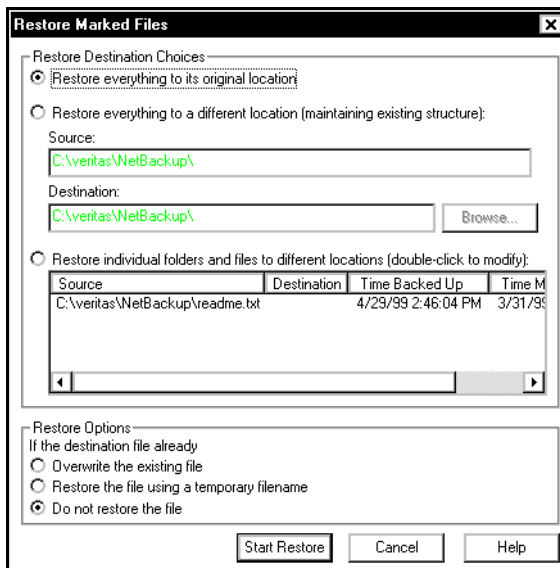 Restore Marked Files
Restore Destination Choices
Restore everything to its original location
Restore everything to a different location (maintaining existing structure):
Source:
C:\veritas\NetBackup\
Destination:
C:\veritas\NetBackup\
Browse...
Restore individual folders and files to different locations (double-click to modify):
Source Destination Time Backed Up Time M
C:\veritas\NetBackup\readme.txt 4/29/99 2:46:04 PM 3/31/99
Restore Options
If the destination file already
Overwrite the existing file
Restore the file using a temporary filename
Do not restore the file
Start Restore Cancel Help